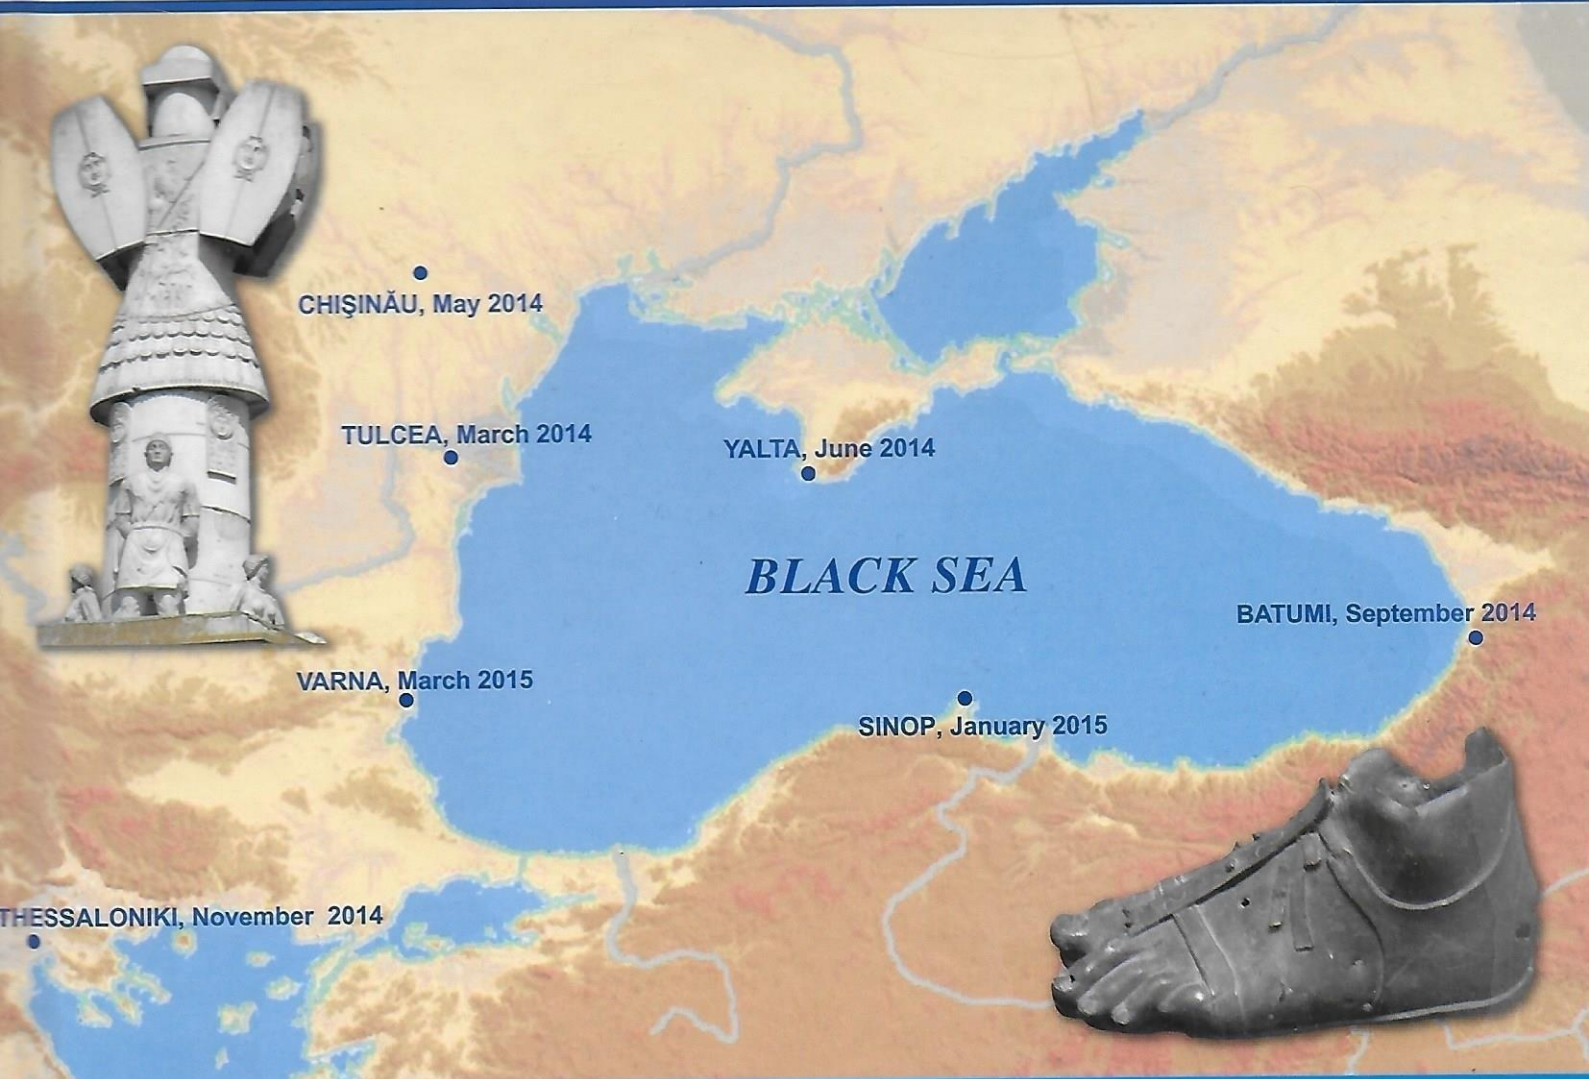 CHIŞINĂU, May 2014
TULCEA, March 2014
YALTA, June 2014
BLACK SEA
BATUMI, September 2014
VARNA, March 2015
SINOP, January 2015
THESSALONIKI, November 2014